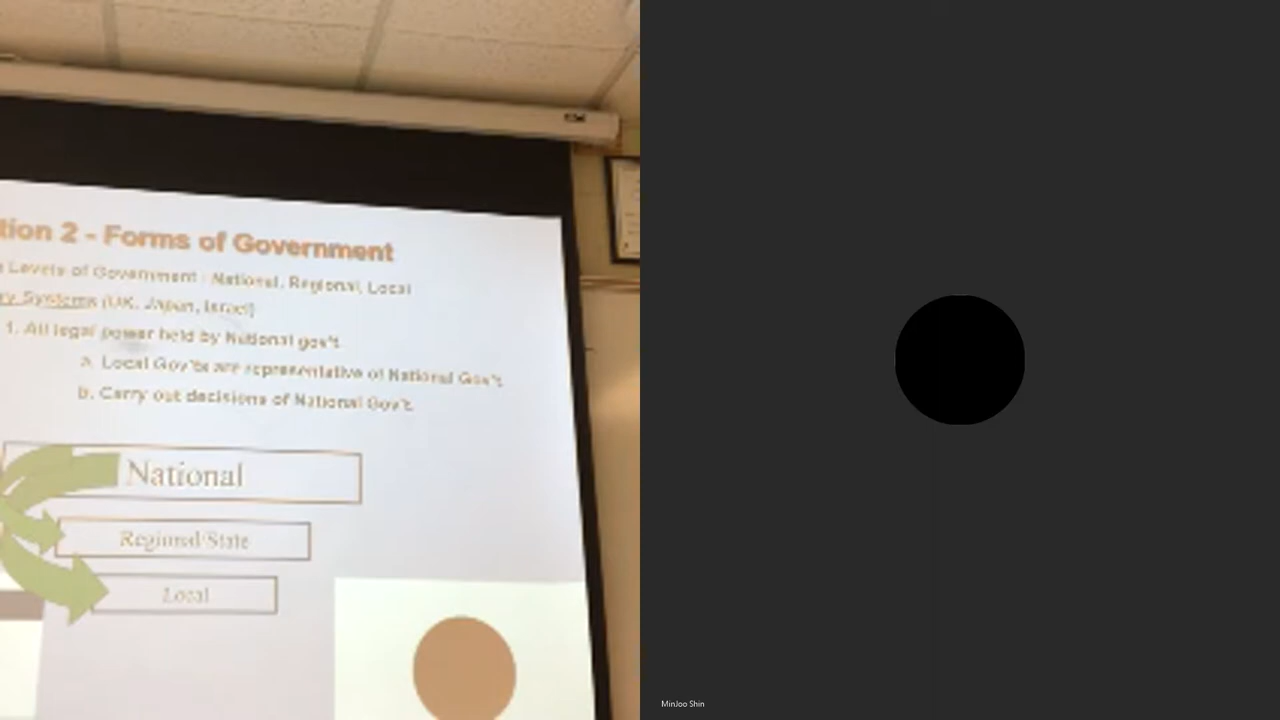 tion 2 - Forms of Government
Levels of Government : National, Regional, Local
ry Systems (UK, Japan, Israel)
1. All legal power held by National gov't
a. Local Gov'ts are representative of National Gov't.
b. Carry out decisions of National Gov't.
National
Regional/State
Local
MinJoo Shin